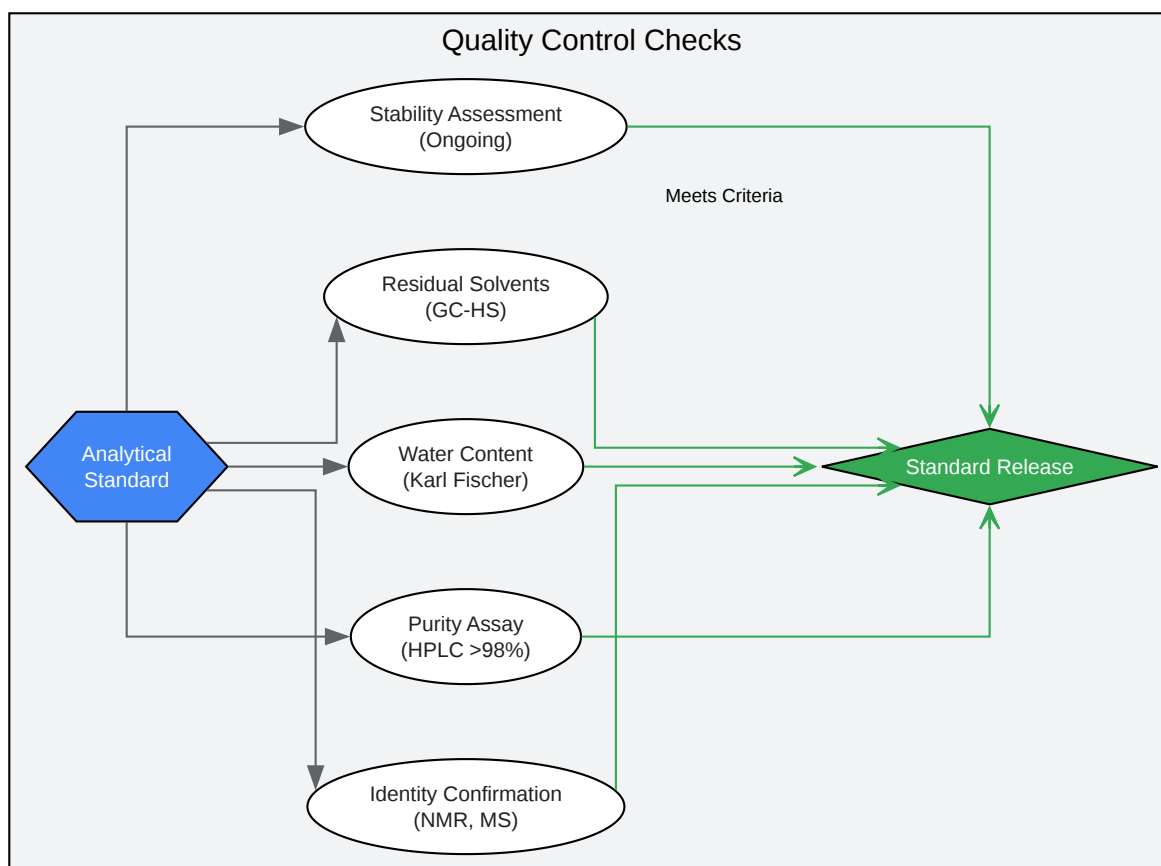 Quality Control Checks
Stability Assessment
(Ongoing)
Meets Criteria
Residual Solvents
(GC-HS)
Analytical
Standard
Water Content
(Karl Fischer)
Standard Release
Purity Assay
(HPLC >98%)
Identity Confirmation
(NMR, MS)